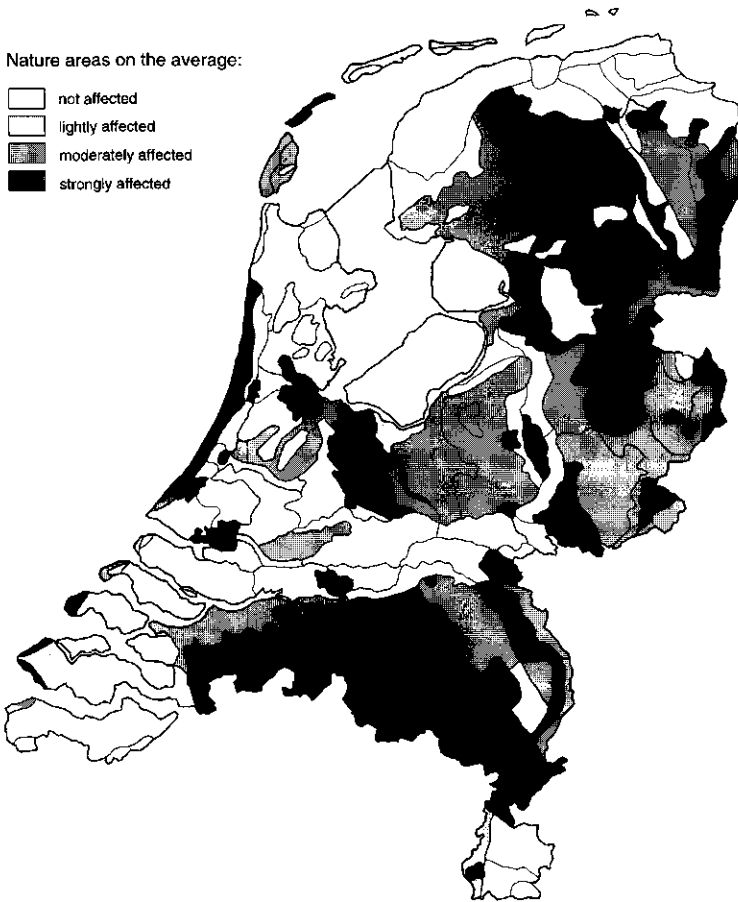 Nature areas on the average:
not affected
lightly affected
moderately affected
strongly affected